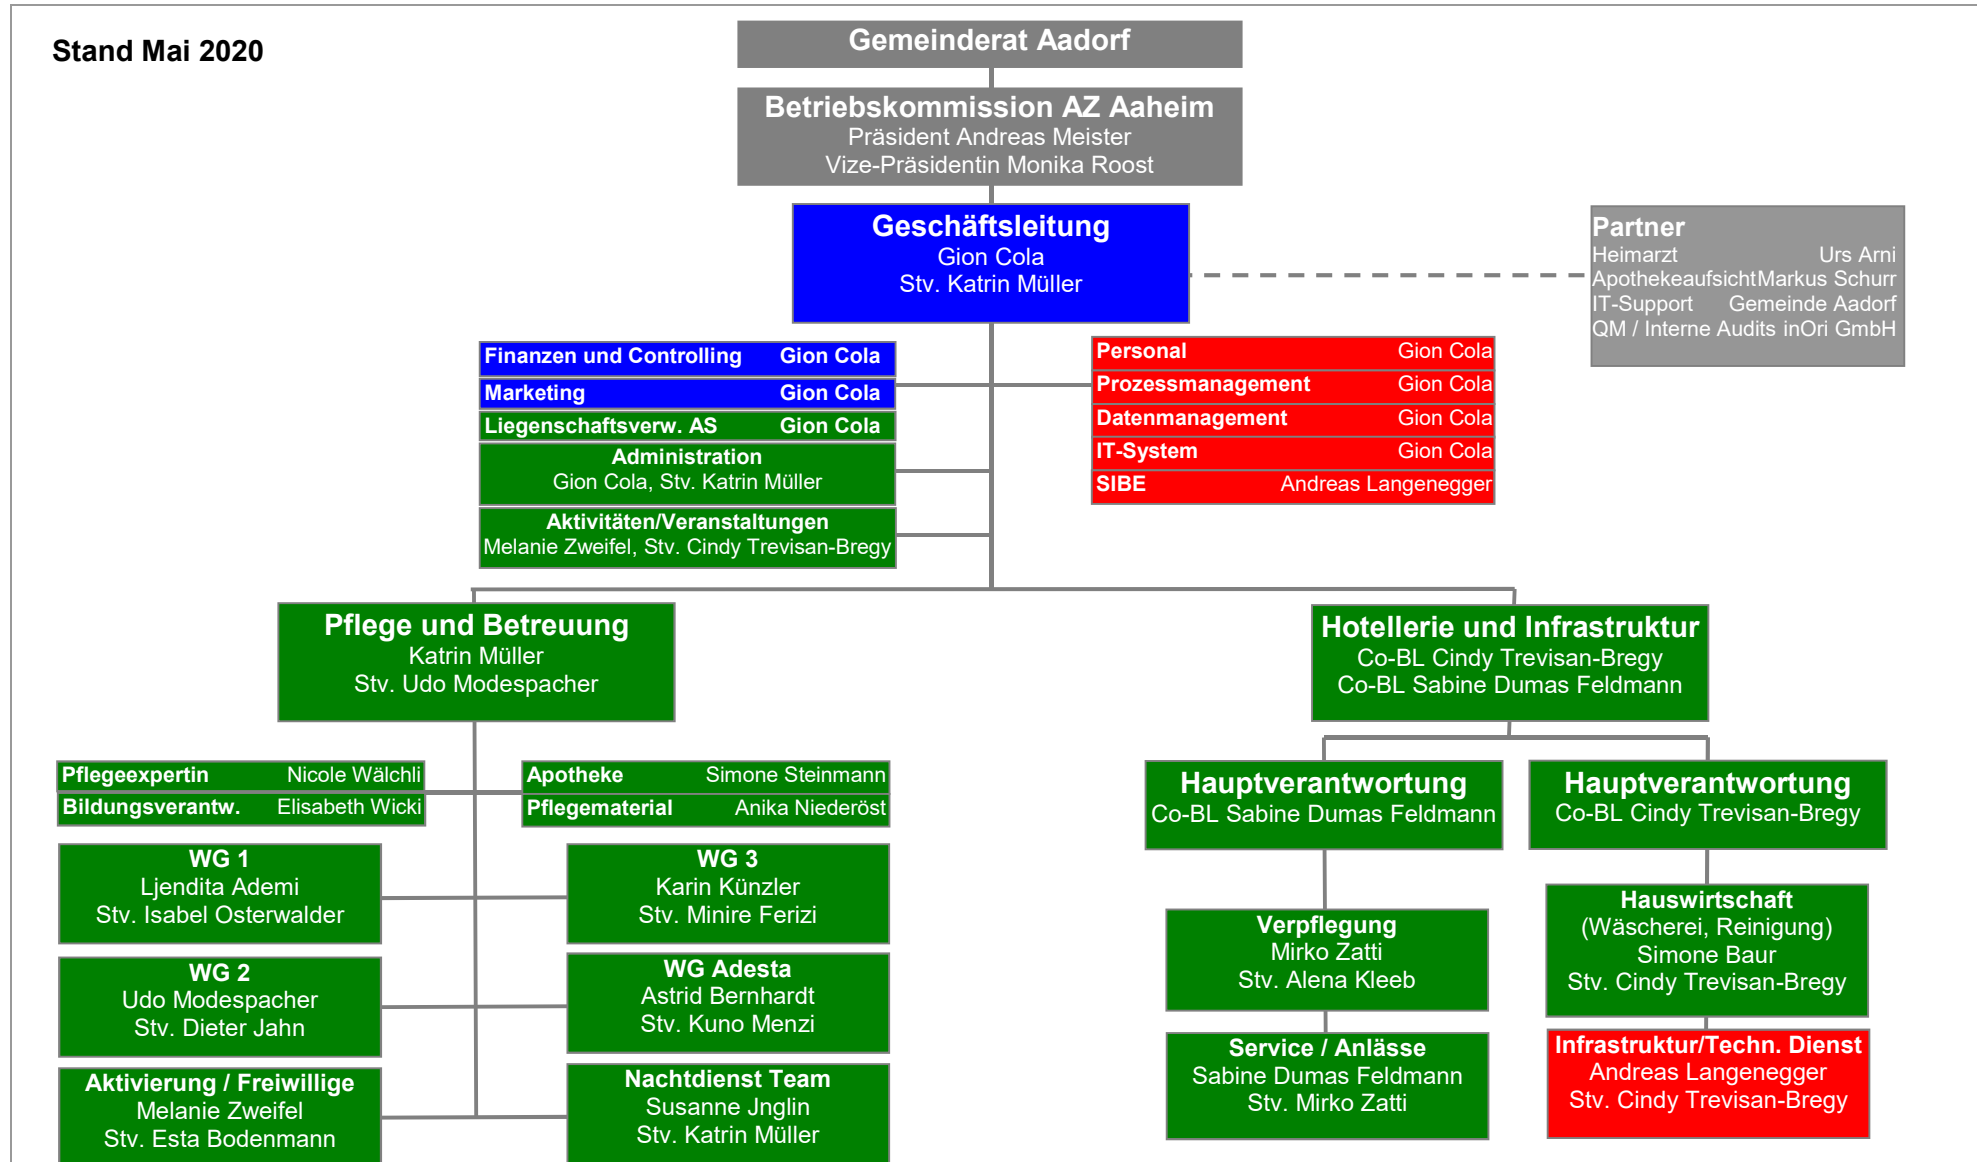 Stand Mai 2020
Gemeinderat Aadorf
Betriebskommission AZ Aaheim
Präsident Andreas Meister
Vize-Präsidentin Monika Roost
Geschäftsleitung
Gion Cola
Stv. Katrin Müller
Partner
Heimarzt Urs Arni
Apothekeaufsicht Markus Schurr
IT-Support Gemeinde Aadorf
QM / Interne Audits inOri GmbH
Finanzen und Controlling Gion Cola
Marketing Gion Cola
Liegenschaftsverw. AS Gion Cola
Administration
Gion Cola, Stv. Katrin Müller
Aktivitäten/Veranstaltungen
Melanie Zweifel, Stv. Cindy Trevisan-Bregy
Personal Gion Cola
Prozessmanagement Gion Cola
Datenmanagement Gion Cola
IT-System Gion Cola
SIBE Andreas Langenegger
Pflege und Betreuung
Katrin Müller
Stv. Udo Modespacher
Pflegeexpertin Nicole Wälchli
Bildungsverantw. Elisabeth Wicki
Apotheke Simone Steinmann
Pflegematerial Anika Niederöst
WG 1
Ljendita Ademi
Stv. Isabel Osterwalder
WG 3
Karin Künzler
Stv. Minire Ferizi
WG 2
Udo Modespacher
Stv. Dieter Jahn
WG Adesta
Astrid Bernhardt
Stv. Kuno Menzi
Aktivierung / Freiwillige
Melanie Zweifel
Stv. Esta Bodenmann
Nachtdienst Team
Susanne Jnglin
Stv. Katrin Müller
Hotellerie und Infrastruktur
Co-BL Cindy Trevisan-Bregy
Co-BL Sabine Dumas Feldmann
Hauptverantwortung
Co-BL Sabine Dumas Feldmann
Verpflegung
Mirko Zatti
Stv. Alena Kleeb
Service / Anlässe
Sabine Dumas Feldmann
Stv. Mirko Zatti
Hauptverantwortung
Co-BL Cindy Trevisan-Bregy
Hauswirtschaft
(Wäscherei, Reinigung)
Simone Baur
Stv. Cindy Trevisan-Bregy
Infrastruktur/Techn. Dienst
Andreas Langenegger
Stv. Cindy Trevisan-Bregy